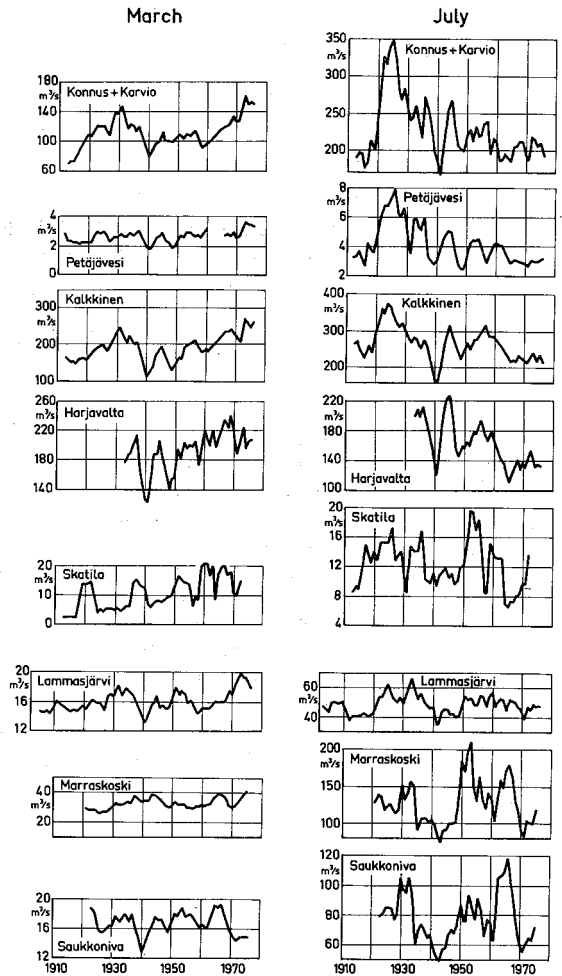 March
180
m³/s
140
100
60
Konnus + Karvio
4
m³/s
2
0
Petäjävesi
300
m³/s
200
100
Kalkkinen
260
m³/s
220
180
140
Harjavalta
20
m³/s
10
0
Skatila
20
m³/s
16
12
Lammasjärvi
40
m³/s
20
Marraskoski
20
m³/s
16
12
Saukkoniva
1910 1930 1950 1970
July
350
m³/s
300
250
200
Konnus + Karvio
8
m³/s
6
4
2
Petäjävesi
400
m³/s
300
200
Kalkkinen
220
m³/s
180
140
100
Harjavalta
20
m³/s
16
12
8
4
Skatila
60
m³/s
40
Lammasjärvi
200
m³/s
150
100
Marraskoski
120
m³/s
100
80
60
Saukkoniva
1910 1930 1950 1970